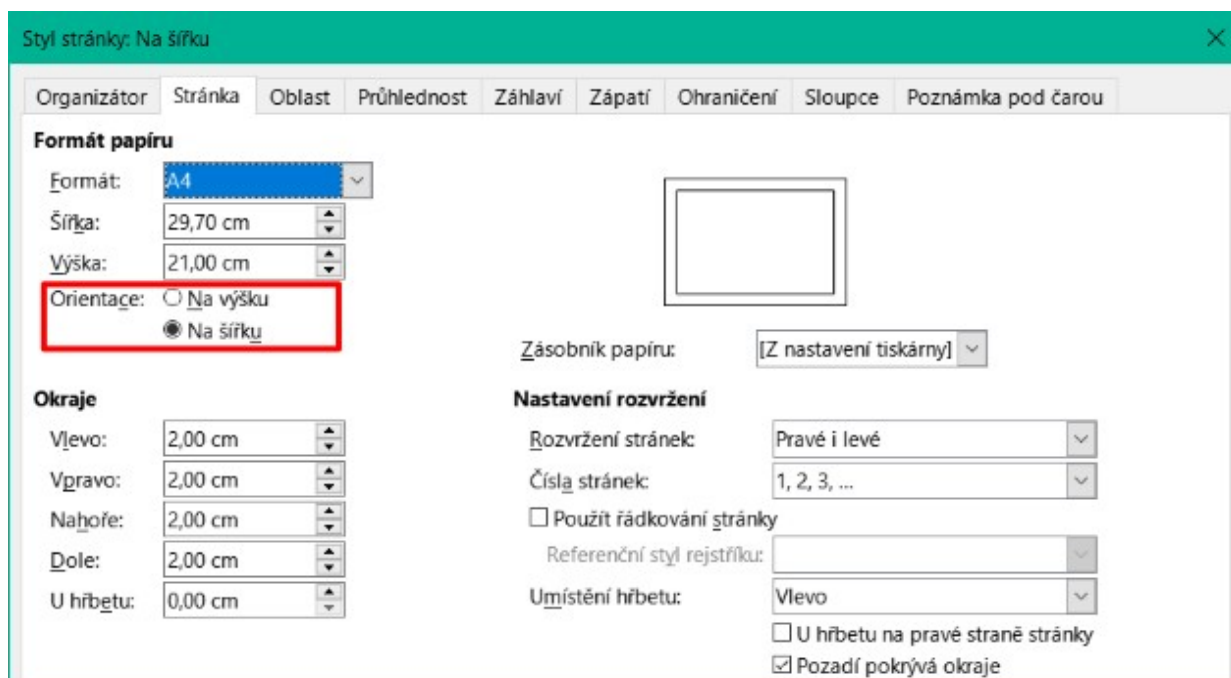 Styl stránky: Na šířku
Organizátor Stránka Oblast Průhlednost Záhlaví Zápatí Ohraničení Sloupce Poznámka pod čarou
Formát papíru
Formát: A4
Šířka: 29,70 cm
Výška: 21,00 cm
Orientace: Na výšku
Na šířku
Zásobník papíru: [Z nastavení tiskárny]
Okraje
Vlevo: 2,00 cm
Vpravo: 2,00 cm
Nahoře: 2,00 cm
Dole: 2,00 cm
U hřbetu: 0,00 cm
Nastavení rozvržení
Rozvržení stránek: Pravé i levé
Čísla stránek: 1, 2, 3, ...
Použít řádkování stránky
Referenční styl rejstříku:
Umístění hřbetu: Vlevo
U hřbetu na pravé straně stránky
Pozadí pokrývá okraje